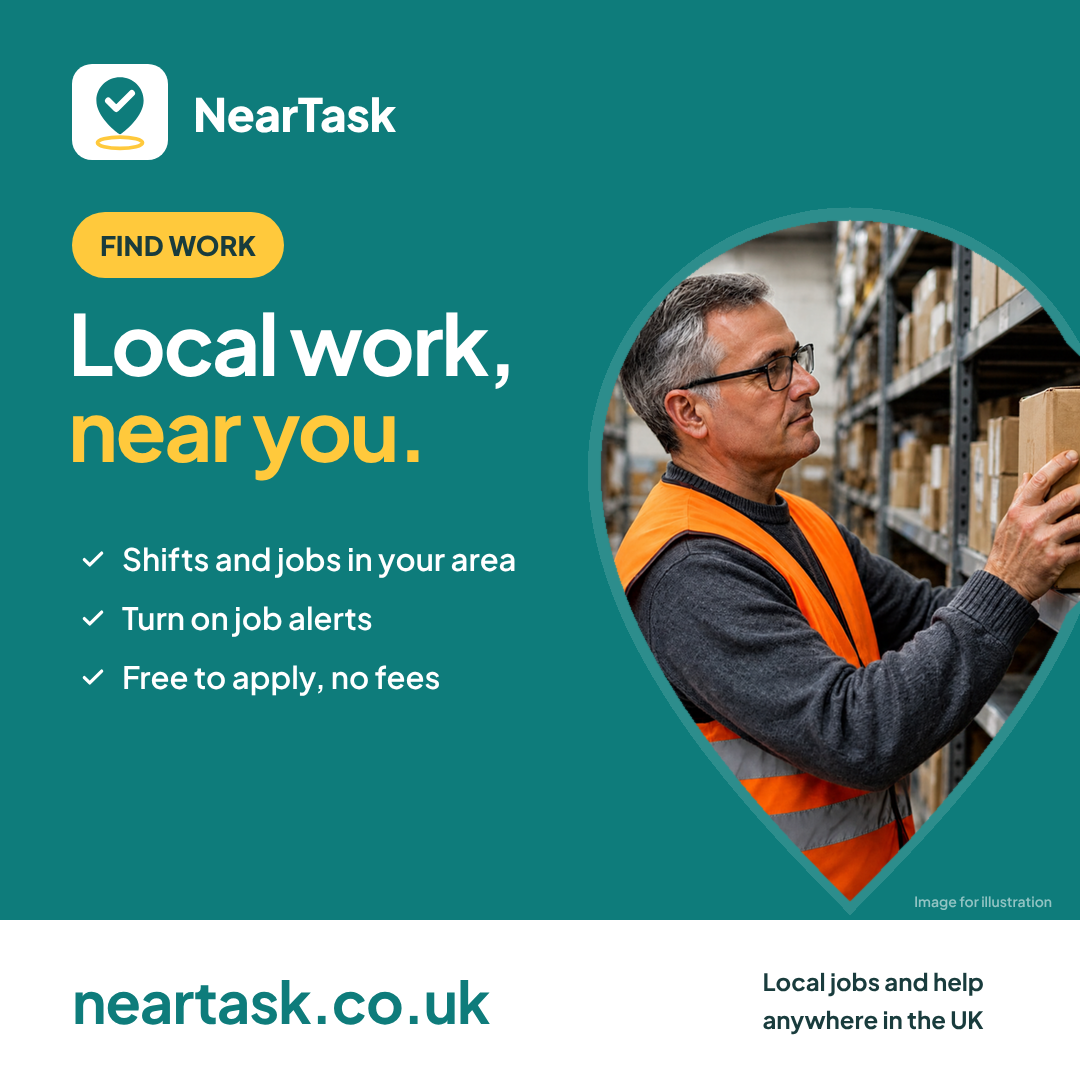 NearTask
FIND WORK
Local work,
near you.
Shifts and jobs in your area
Turn on job alerts
Free to apply, no fees
Image for illustration
neartask.co.uk
Local jobs and help
anywhere in the UK